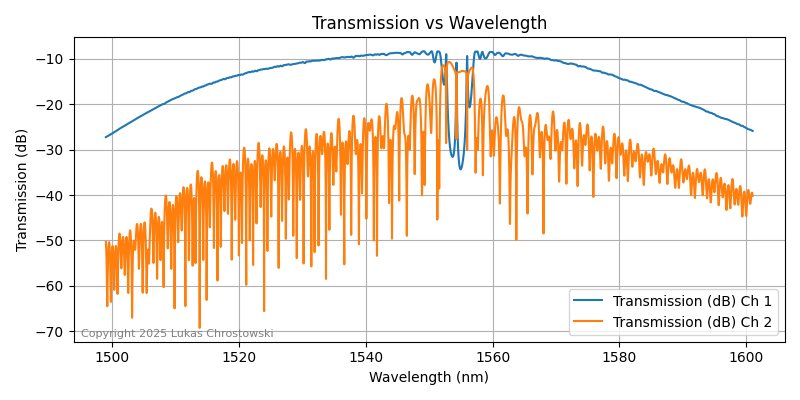 Transmission vs Wavelength
Transmission (dB)
−10
−20
−30
−40
−50
−60
−70
Transmission (dB) Ch 1
Transmission (dB) Ch 2
Copyright 2025 Lukas Chrostowski
1500
1520
1540
1560
1580
1600
Wavelength (nm)